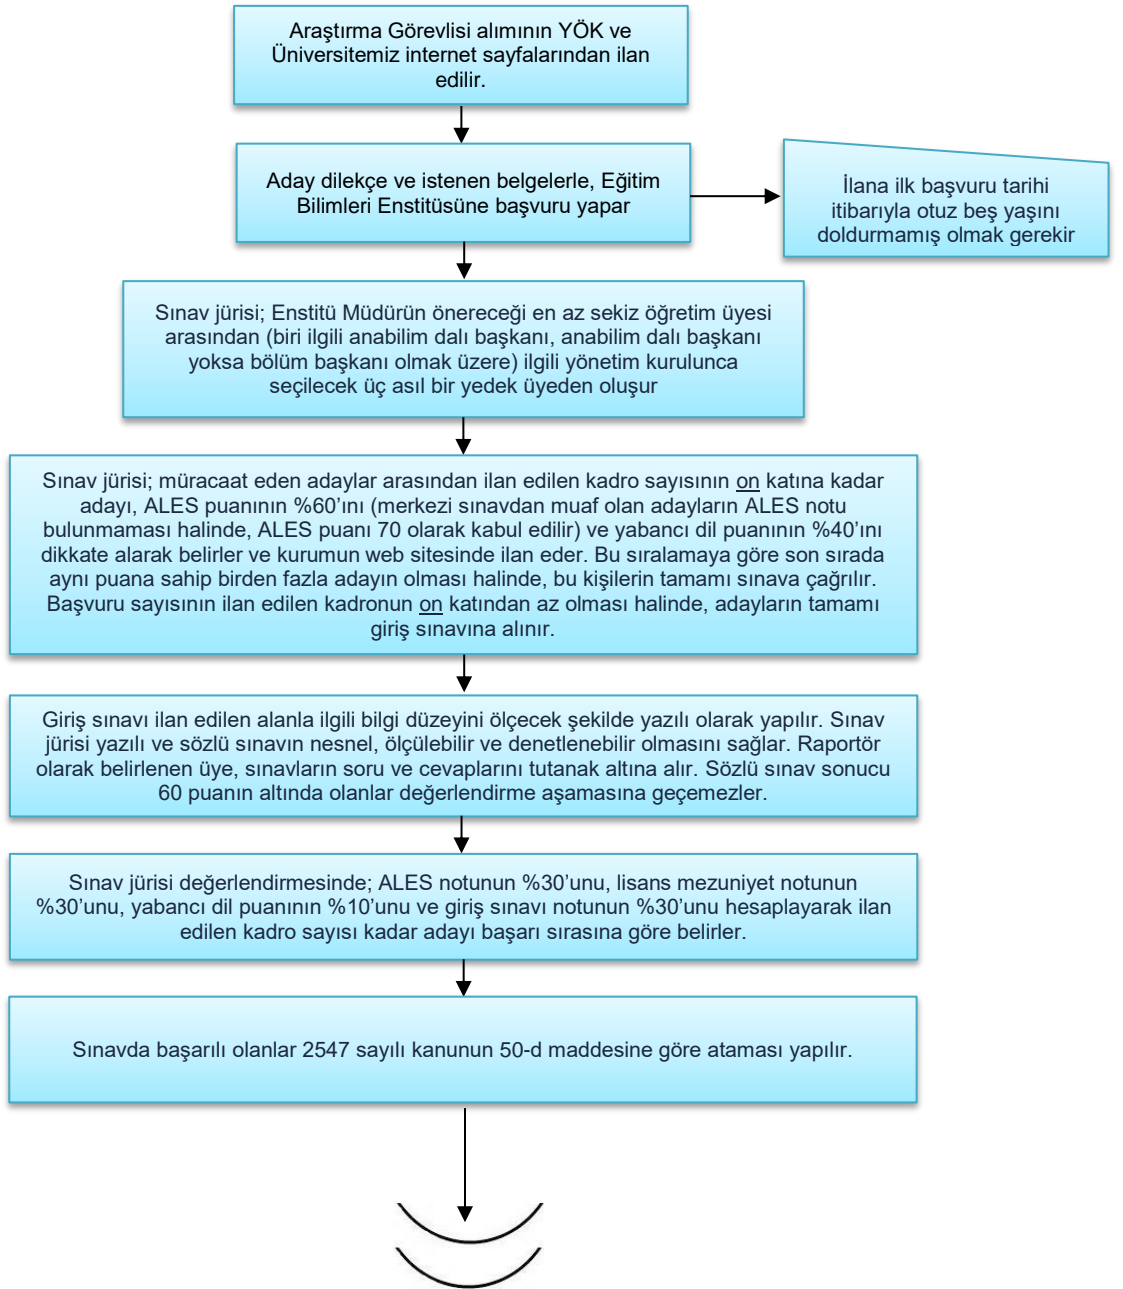 Araştırma Görevlisi alımının YÖK ve
Üniversitemiz internet sayfalarından ilan
edilir.
Aday dilekçe ve istenen belgelerle, Eğitim
Bilimleri Enstitüsüne başvuru yapar
İlana ilk başvuru tarihi
itibarıyla otuz beş yaşını
doldurmamış olmak gerekir
Sınav jürisi; Enstitü Müdürün önereceği en az sekiz öğretim üyesi
arasından (biri ilgili anabilim dalı başkanı, anabilim dalı başkanı
yoksa bölüm başkanı olmak üzere) ilgili yönetim kurulunca
seçilecek üç asıl bir yedek üyeden oluşur
Sınav jürisi; müracaat eden adaylar arasından ilan edilen kadro sayısının on katına kadar
adayı, ALES puanının %60’ını (merkezi sınavdan muaf olan adayların ALES notu
bulunmaması halinde, ALES puanı 70 olarak kabul edilir) ve yabancı dil puanının %40’ını
dikkate alarak belirler ve kurumun web sitesinde ilan eder. Bu sıralamaya göre son sırada
aynı puana sahip birden fazla adayın olması halinde, bu kişilerin tamamı sınava çağrılır.
Başvuru sayısının ilan edilen kadronun on katından az olması halinde, adayların tamamı
giriş sınavına alınır.
Giriş sınavı ilan edilen alanla ilgili bilgi düzeyini ölçecek şekilde yazılı olarak yapılır. Sınav
jürisi yazılı ve sözlü sınavın nesnel, ölçülebilir ve denetlenebilir olmasını sağlar. Raportör
olarak belirlenen üye, sınavların soru ve cevaplarını tutanak altına alır. Sözlü sınav sonucu
60 puanın altında olanlar değerlendirme aşamasına geçemezler.
Sınav jürisi değerlendirmesinde; ALES notunun %30’unu, lisans mezuniyet notunun
%30’unu, yabancı dil puanının %10’unu ve giriş sınavı notunun %30’unu hesaplayarak ilan
edilen kadro sayısı kadar adayı başarı sırasına göre belirler.
Sınavda başarılı olanlar 2547 sayılı kanunun 50-d maddesine göre ataması yapılır.